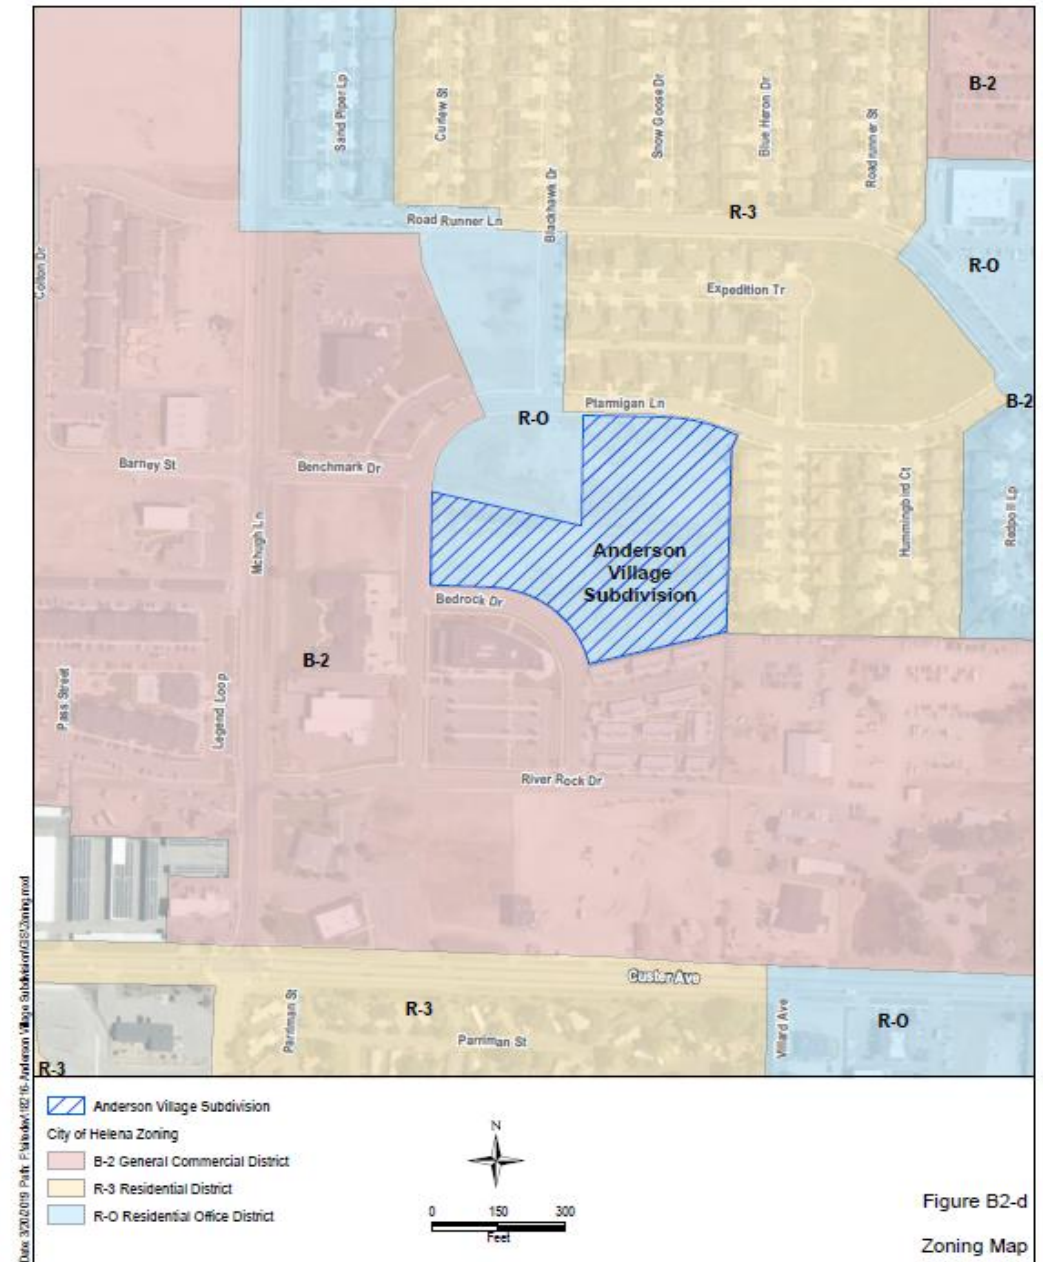 B-2
Sand Piper Lp
Curlew St
Snow Goose Dr
Blue Heron Dr
Roadrunner St
Blackhawk Dr
R-3
Road Runner Ln
Colton Dr
R-O
Expedition Tr
Ptarmigan Ln
B-2
R-O
Barney St
Benchmark Dr
Mchugh Ln
Hummingbird Ct
Redpoll Lp
Anderson
Village
Subdivision
Bedrock Dr
B-2
Pass Street
Legend Loop
River Rock Dr
Custer Ave
Parriman St
R-3
Parriman St
Villard Ave
R-O
R-3
Anderson Village Subdivision
City of Helena Zoning
B-2 General Commercial District
R-3 Residential District
R-O Residential Office District
N
0 150 300
Feet
Figure B2-d
Zoning Map